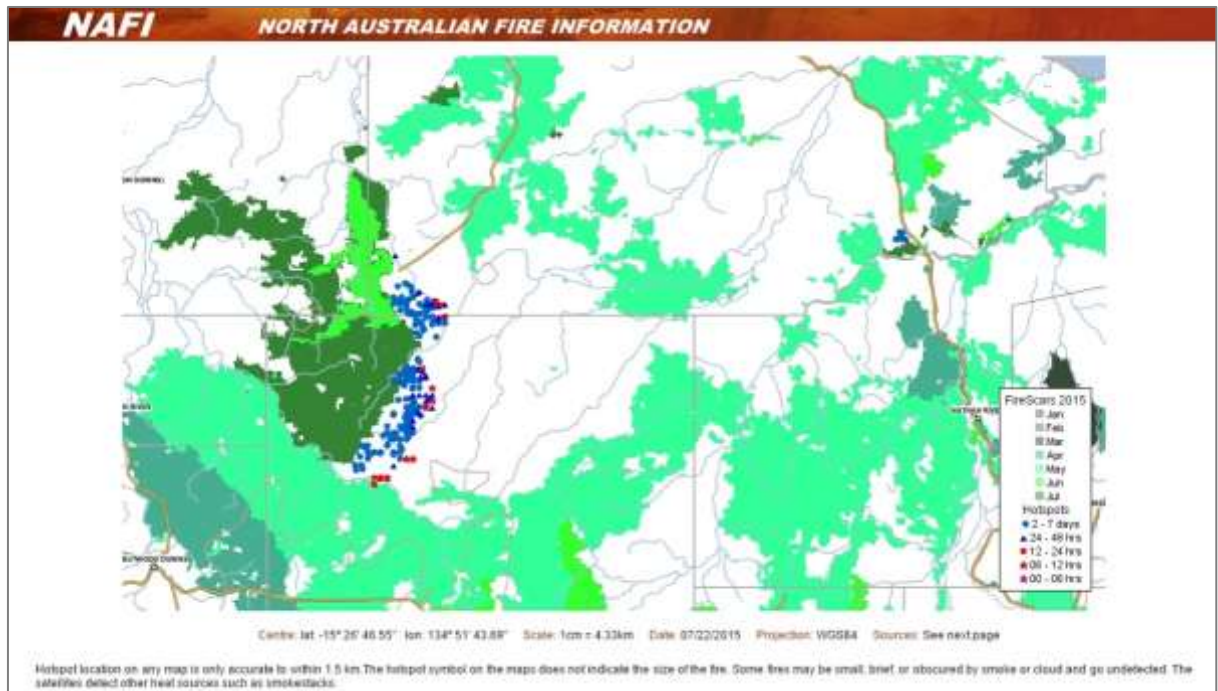 NAFI NORTH AUSTRALIAN FIRE INFORMATION
FireScars 2015
Jan
Feb
Mar
Apr
May
Jun
Jul
Hotspots
2 - 7 days
24 - 48 hrs
12 - 24 hrs
06 - 12 hrs
00 - 06 hrs
Centre: lat -15° 26' 46.55" lon: 134° 51' 43.69" Scale: 1cm = 4.33km Date: 07/22/2015 Projection: WGS84 Sources: See next page
Hotspot location on any map is only accurate to within 1.5 km.The hotspot symbol on the maps does not indicate the size of the fire. Some fires may be small, brief, or obscured by smoke or cloud and go undetected. The
satellites detect other heat sources such as smokestacks.